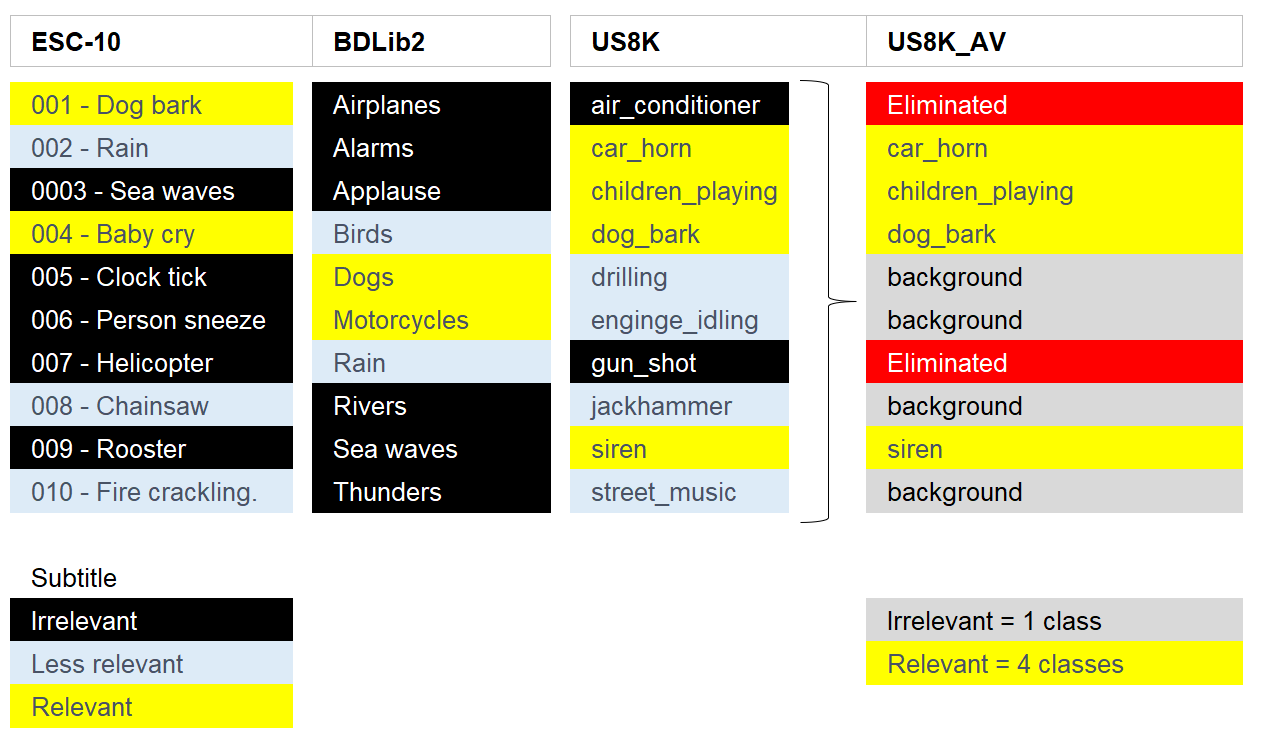 ESC-10 BDLib2 US8K US8K_AV
001 - Dog bark Airplanes air_conditioner Eliminated
002 - Rain Alarms car_horn car_horn
0003 - Sea waves Applause children_playing children_playing
004 - Baby cry Birds dog_bark dog_bark
005 - Clock tick Dogs drilling background
006 - Person sneeze Motorcycles enginge_idling background
007 - Helicopter Rain gun_shot Eliminated
008 - Chainsaw Rivers jackhammer background
009 - Rooster Sea waves siren siren
010 - Fire crackling. Thunders street_music background
Subtitle
Irrelevant Irrelevant = 1 class
Less relevant Relevant = 4 classes
Relevant